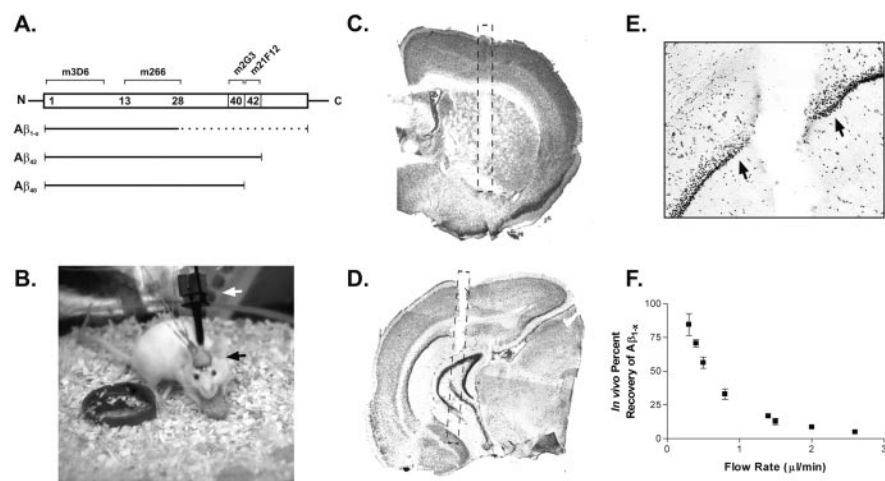 A.
m3D6 m266 m2G3 m21F12
N 1 13 28 40 42 C
Aβ1-x
Aβ42
Aβ40
B.
C.
D.
E.
F.
In vivo Percent
Recovery of Aβ1-x
100
75
50
25
0
0 1 2 3
Flow Rate (μl/min)